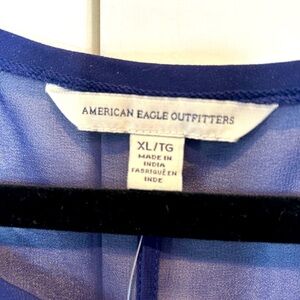 AMERICAN EAGLE OUTFITTERS
XL/TG
MADE IN
INDIA
FABRIQUÉ EN
INDE